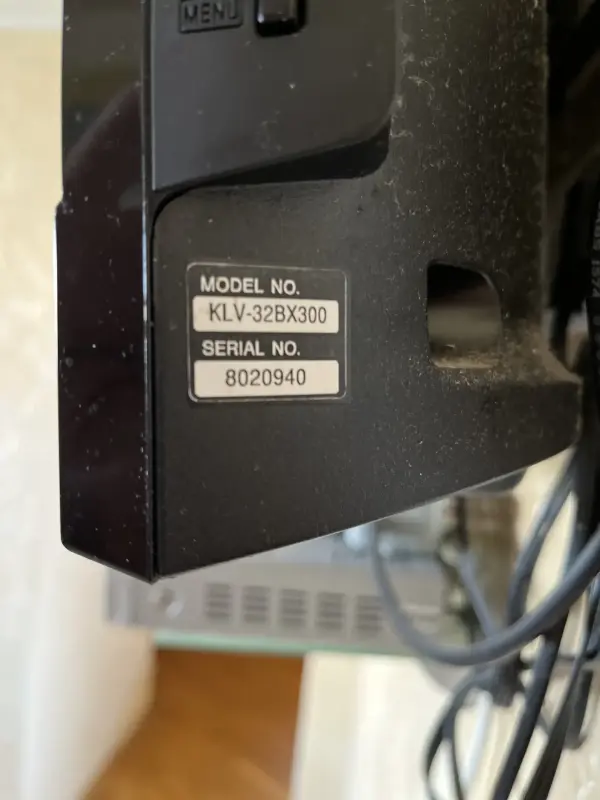 MENU
MODEL NO.
KLV-32BX300
SERIAL NO.
8020940